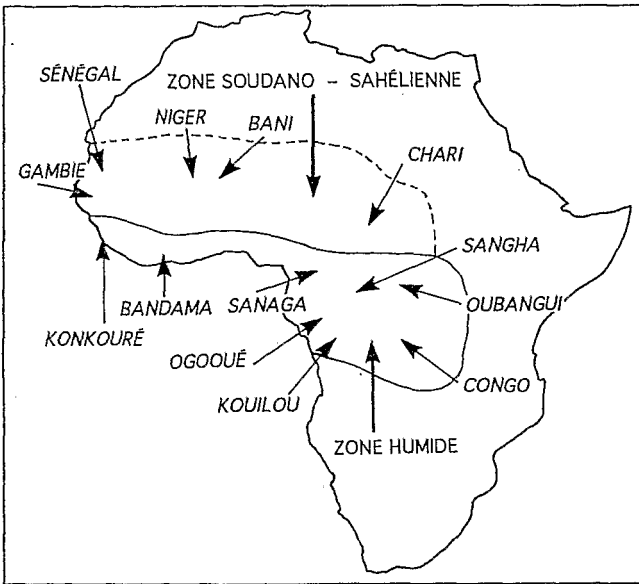 SÉNÉGAL
ZONE SOUDANO - SAHÉLIENNE
NIGER
BANI
CHARI
GAMBIE
SANGHA
BANDAMA
SANAGA
OUBANGUI
KONKOURÉ
OGOOUÉ
CONGO
KOUILOU
ZONE HUMIDE